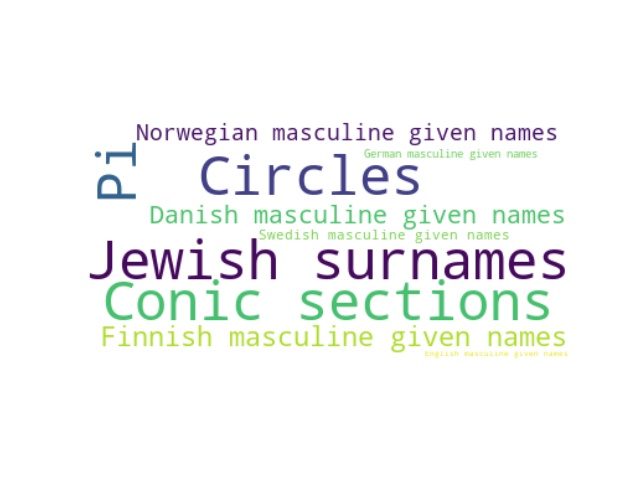 Norwegian masculine given names
German masculine given names
Pi
Circles
Danish masculine given names
Swedish masculine given names
Jewish surnames
Conic sections
Finnish masculine given names
English masculine given names